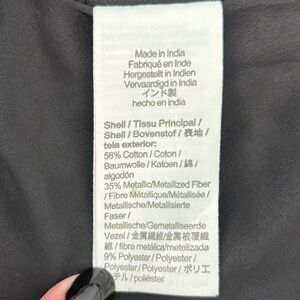 Made in India
Fabriqué en Inde
Hergestellt in Indien
Vervaardigd in India
インド製
hecho en india
Shell / Tissu Principal /
Shell / Bovenstof / 表地 /
tela exterior:
56% Cotton / Coton /
Baumwolle / Katoen / 綿 /
algodón
35% Metallic/Metallized Fiber
/ Fibre Métallique/Métallisée /
Metallische/Metallisierte
Faser /
Metallische/Gemetalliseerde
Vezel / 金属繊維/金属被覆繊
維 / fibra metálica/metelizada
9% Polyester / Polyester /
Polyester / Polyester / ポリエ
ステル / poliéster